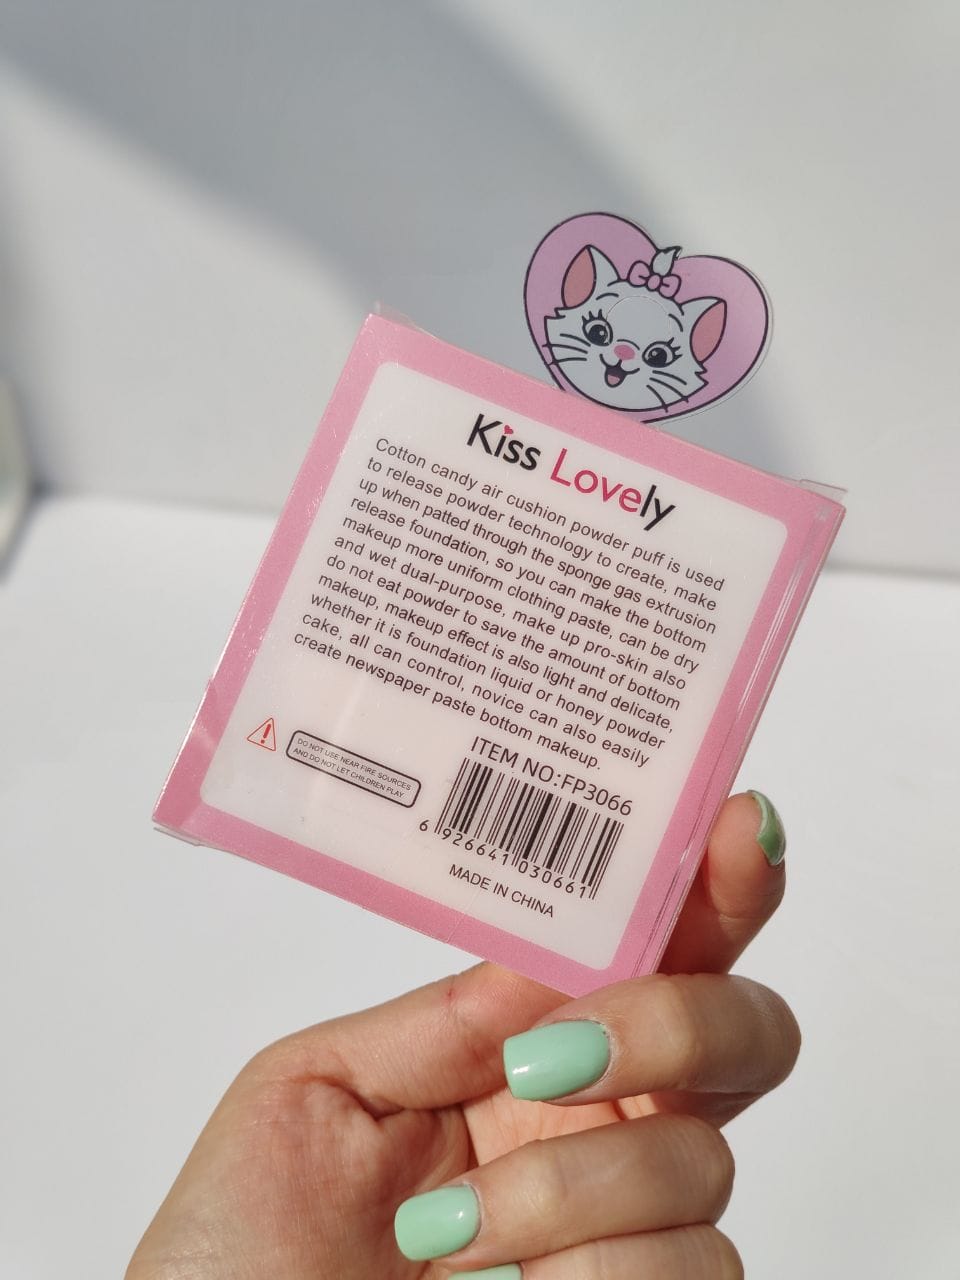 Kiss Lovely
Cotton candy air cushion powder puff is used
to release powder technology to create, make
up when patted through the sponge gas extrusion
release foundation, so you can make the bottom
makeup more uniform clothing paste, can be dry
and wet dual-purpose, make up pro-skin also
do not eat powder to save the amount of bottom
makeup, makeup effect is also light and delicate,
whether it is foundation liquid or honey powder
cake, all can control, novice can also easily
create newspaper paste bottom makeup.
DO NOT USE NEAR FIRE SOURCES
AND DO NOT LET CHILDREN PLAY
ITEM NO:FP3066
6 926641 030661
MADE IN CHINA